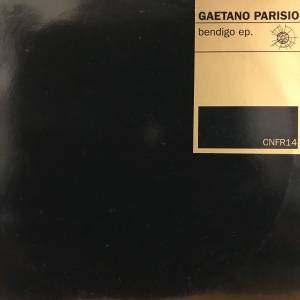 GAETANO PARISIO
bendigo ep.
CNFR14